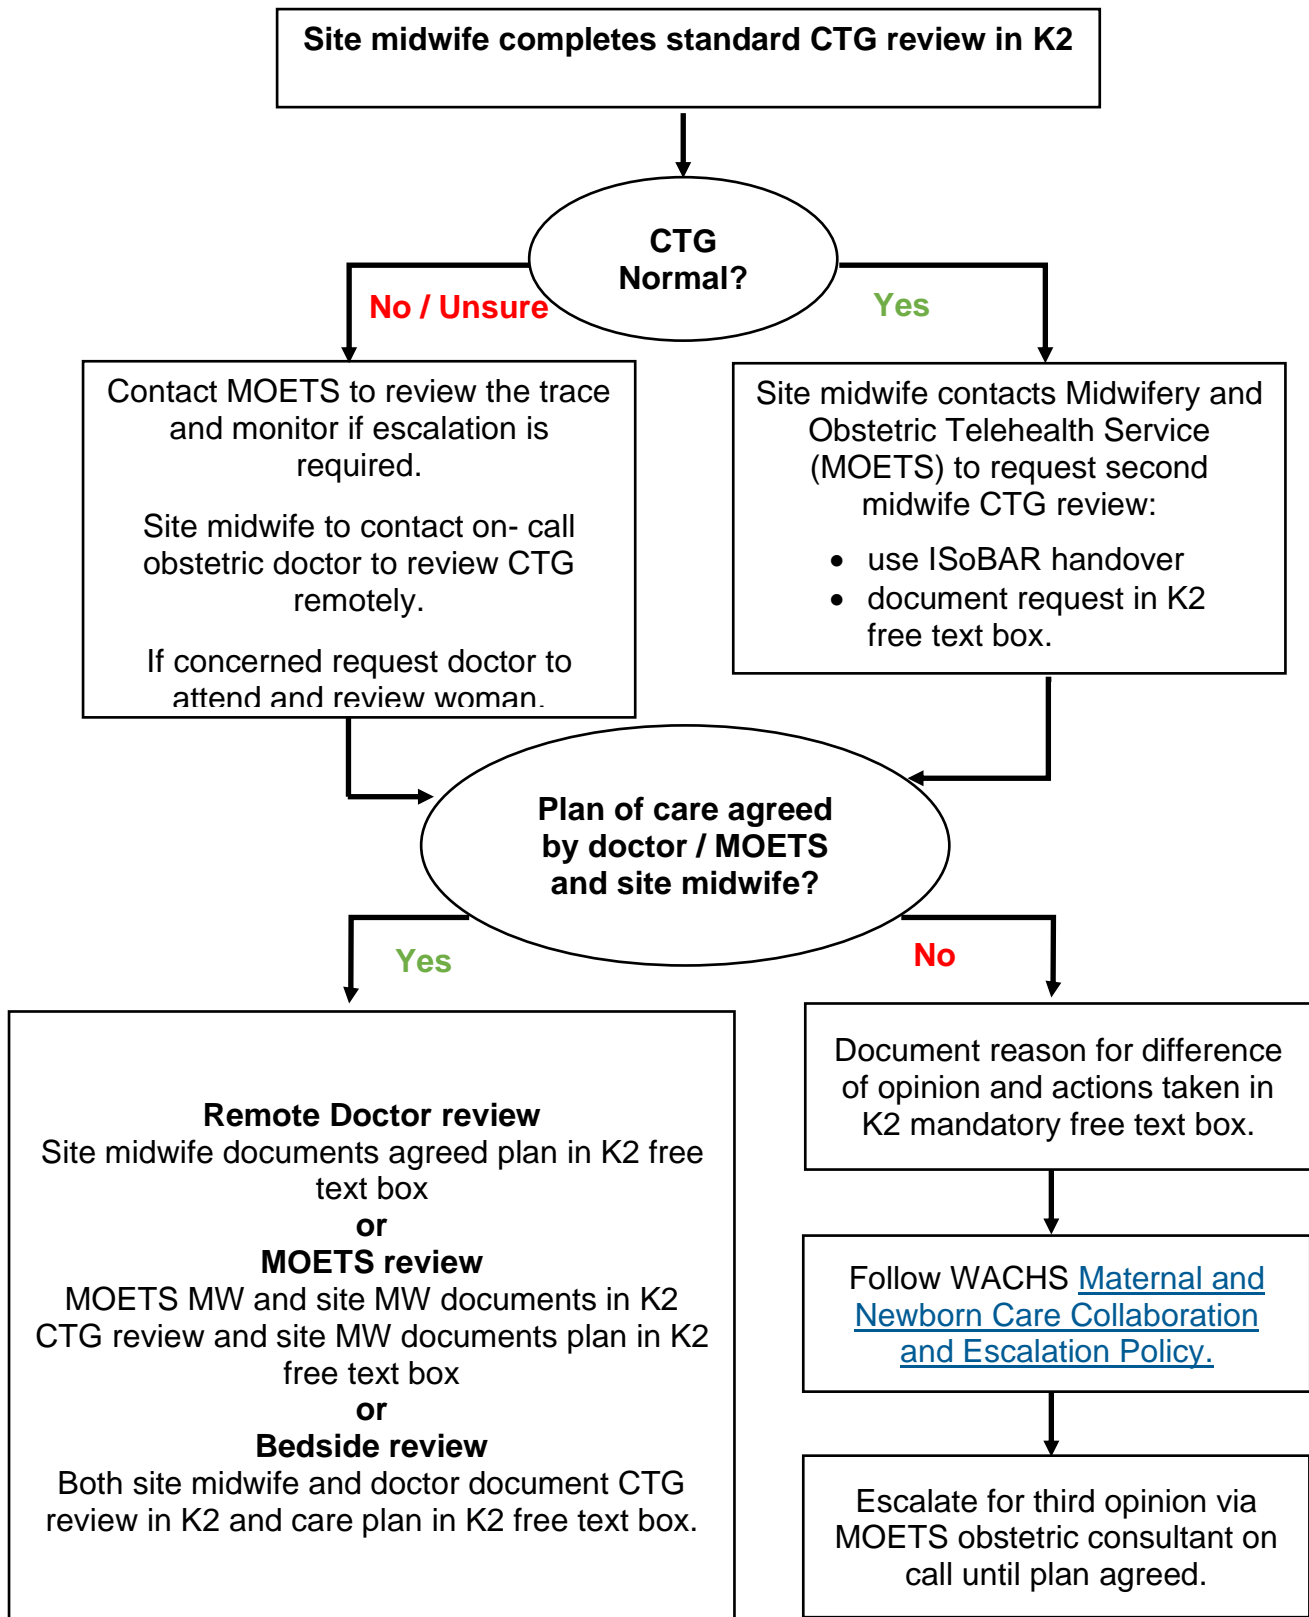 Site midwife completes standard CTG review in K2
CTG
Normal?
No / Unsure
Yes
Contact MOETS to review the trace
and monitor if escalation is
required.
Site midwife to contact on- call
obstetric doctor to review CTG
remotely.
If concerned request doctor to
attend and review woman.
Site midwife contacts Midwifery and
Obstetric Telehealth Service
(MOETS) to request second
midwife CTG review:
• use ISoBAR handover
• document request in K2
free text box.
Plan of care agreed
by doctor / MOETS
and site midwife?
Yes
No
Remote Doctor review
Site midwife documents agreed plan in K2 free
text box
or
MOETS review
MOETS MW and site MW documents in K2
CTG review and site MW documents plan in K2
free text box
or
Bedside review
Both site midwife and doctor document CTG
review in K2 and care plan in K2 free text box.
Document reason for difference
of opinion and actions taken in
K2 mandatory free text box.
Follow WACHS Maternal and
Newborn Care Collaboration
and Escalation Policy.
Escalate for third opinion via
MOETS obstetric consultant on
call until plan agreed.